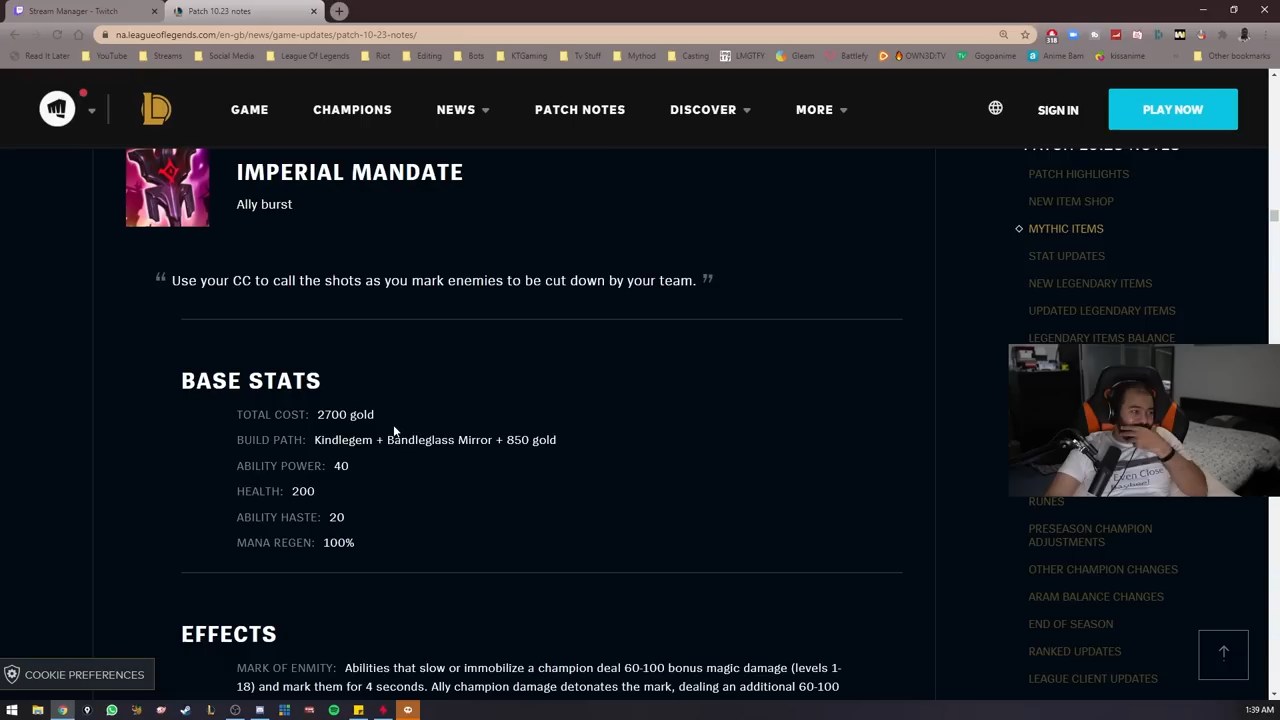 Stream Manager - Twitch
Patch 10.23 notes
na.leagueoflegends.com/en-gb/news/game-updates/patch-10-23-notes/
318
Read It Later
YouTube
Streams
Social Media
League Of Legends
Riot
Editing
Bots
KTGaming
Tv Stuff
Mythod
Casting
LMGTFY
Gleam
Battlefy
OWN3D:TV
Gogoanime
Anime Bam
kissanime
Other bookmarks
GAME
CHAMPIONS
NEWS
PATCH NOTES
DISCOVER
MORE
SIGN IN
PLAY NOW
IMPERIAL MANDATE
Ally burst
“ Use your CC to call the shots as you mark enemies to be cut down by your team. ”
BASE STATS
TOTAL COST: 2700 gold
BUILD PATH: Kindlegem + Bandleglass Mirror + 850 gold
ABILITY POWER: 40
HEALTH: 200
ABILITY HASTE: 20
MANA REGEN: 100%
EFFECTS
MARK OF ENMITY: Abilities that slow or immobilize a champion deal 60-100 bonus magic damage (levels 1-
18) and mark them for 4 seconds. Ally champion damage detonates the mark, dealing an additional 60-100
PATCH 10.23 NOTES
PATCH HIGHLIGHTS
NEW ITEM SHOP
MYTHIC ITEMS
STAT UPDATES
NEW LEGENDARY ITEMS
UPDATED LEGENDARY ITEMS
LEGENDARY ITEMS BALANCE
Even Close
RUNES
PRESEASON CHAMPION
ADJUSTMENTS
OTHER CHAMPION CHANGES
ARAM BALANCE CHANGES
END OF SEASON
RANKED UPDATES
LEAGUE CLIENT UPDATES
COOKIE PREFERENCES
1:39 AM